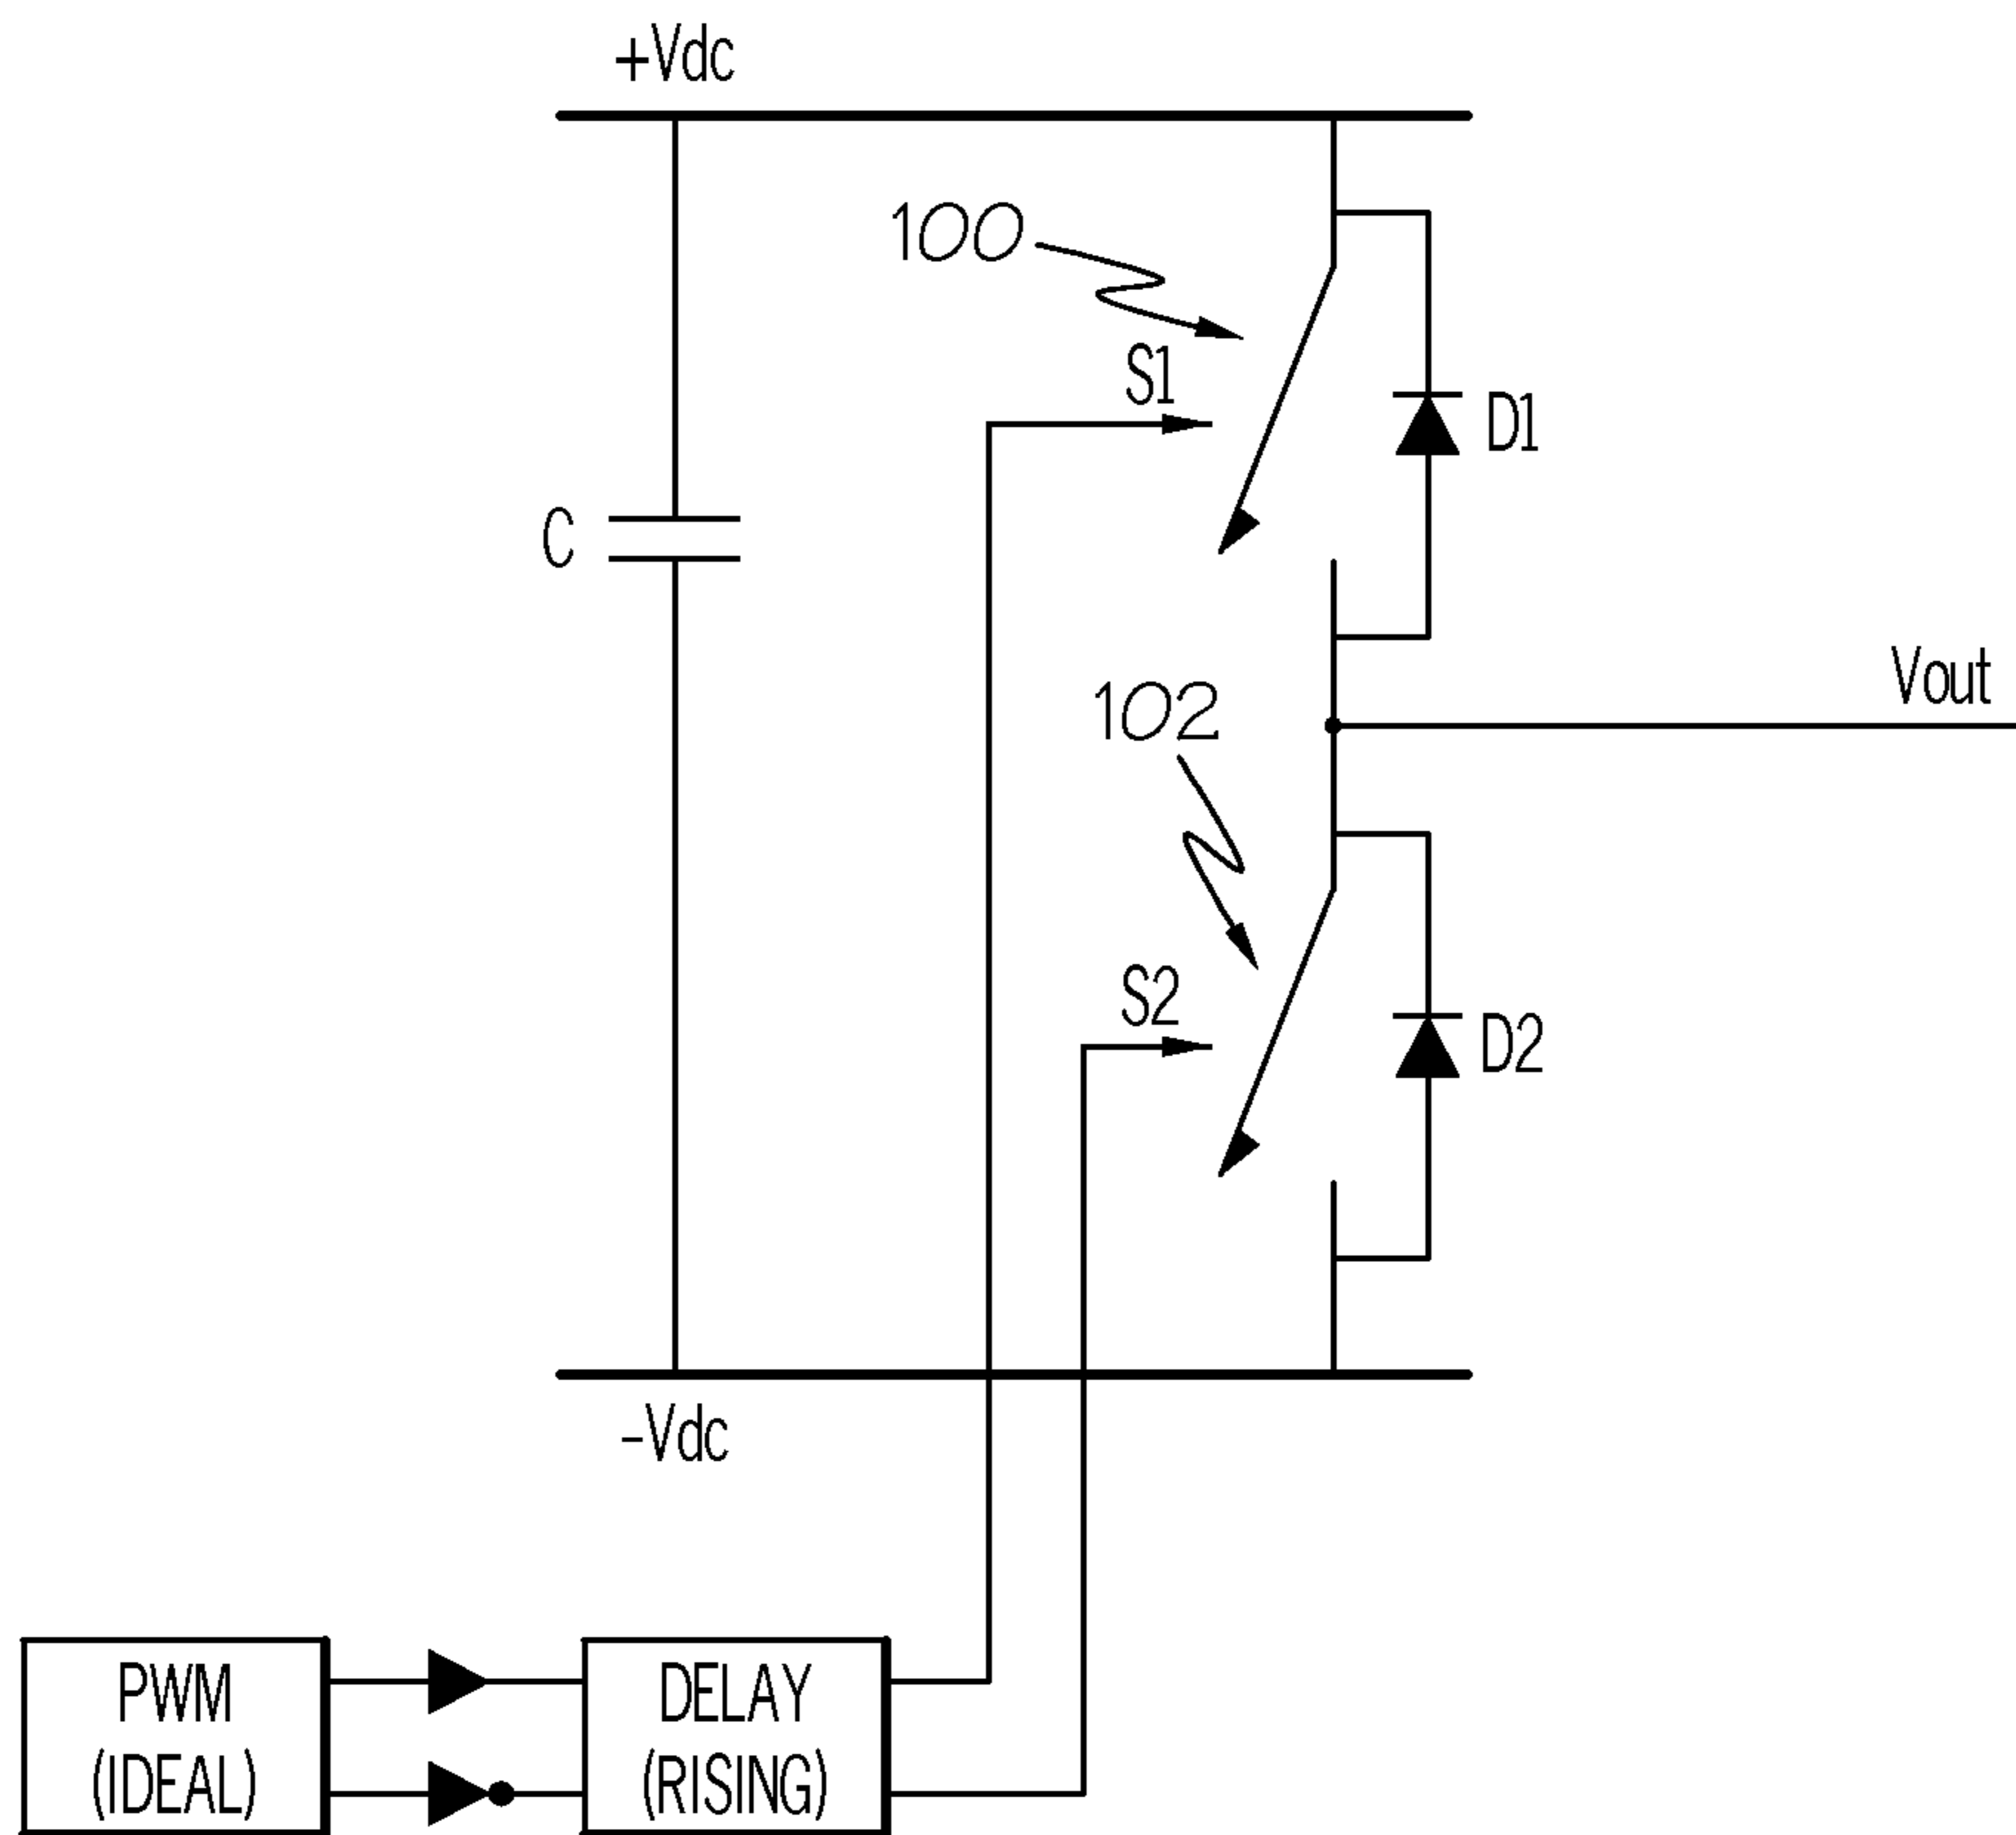 +Vdc
100
S1
D1
C
Vout
102
S2
D2
-Vdc
PWM
(IDEAL)
DELAY
(RISING)